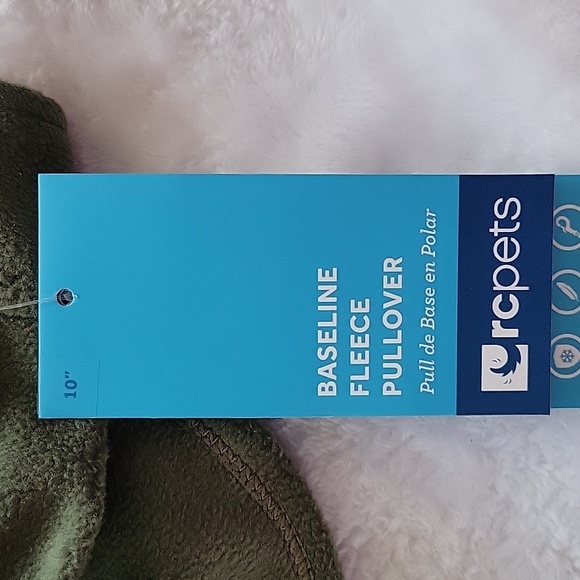 10"
BASELINE
FLEECE
PULLOVER
Pull de Base en Polar
rcpets